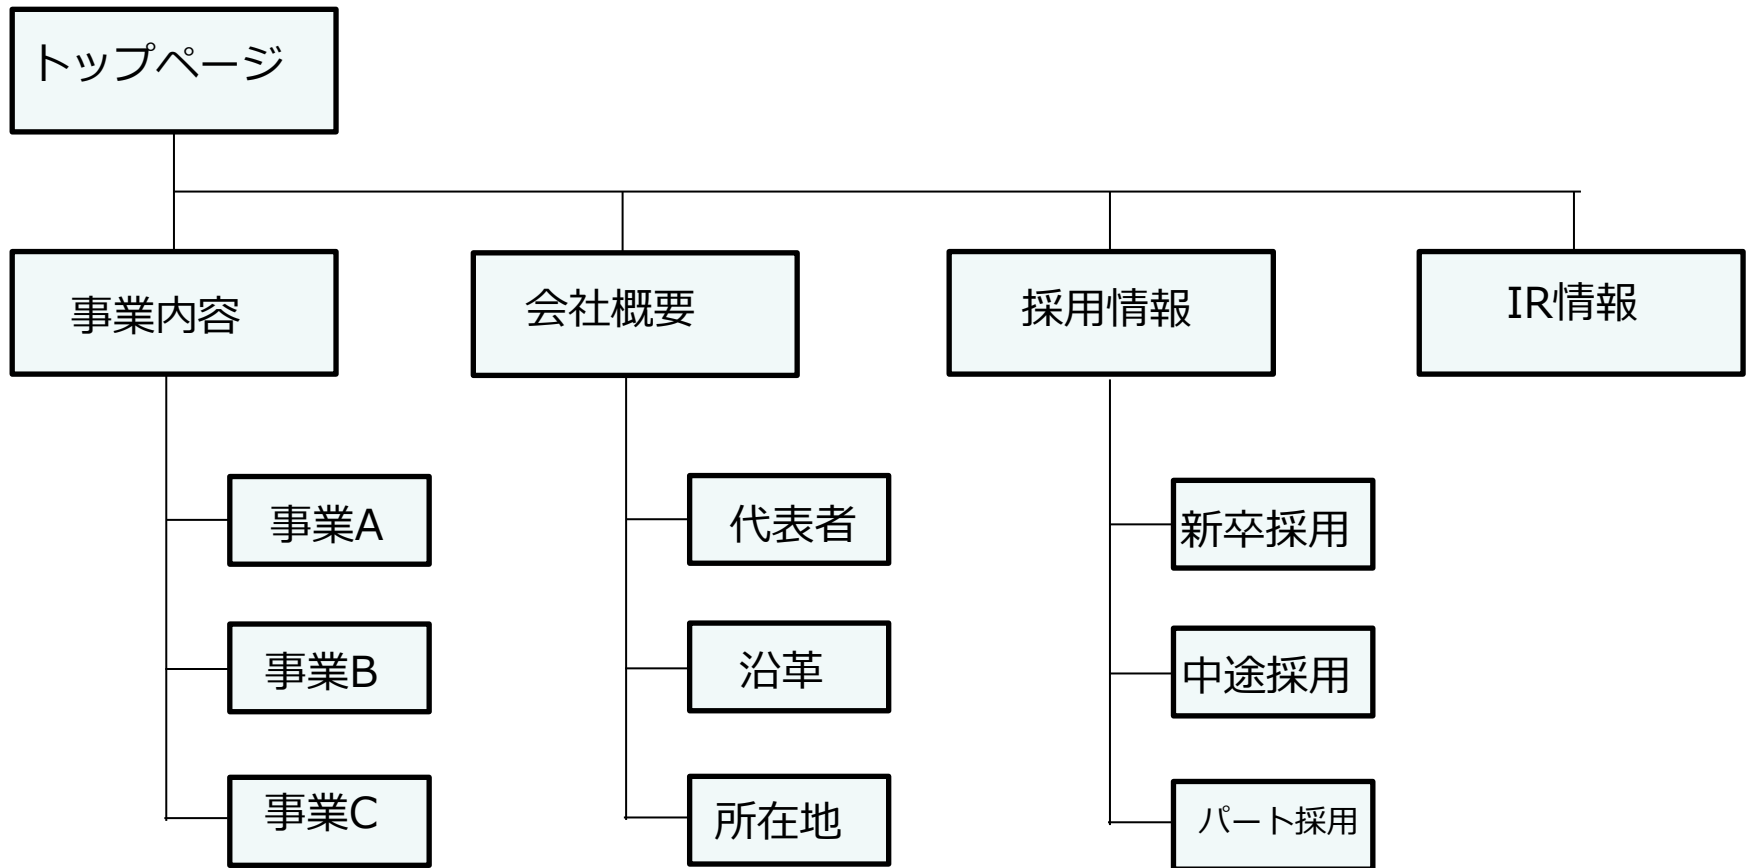 トップページ
事業内容
会社概要
採用情報
IR情報
事業A
代表者
新卒採用
事業B
沿革
中途採用
事業C
所在地
パート採用